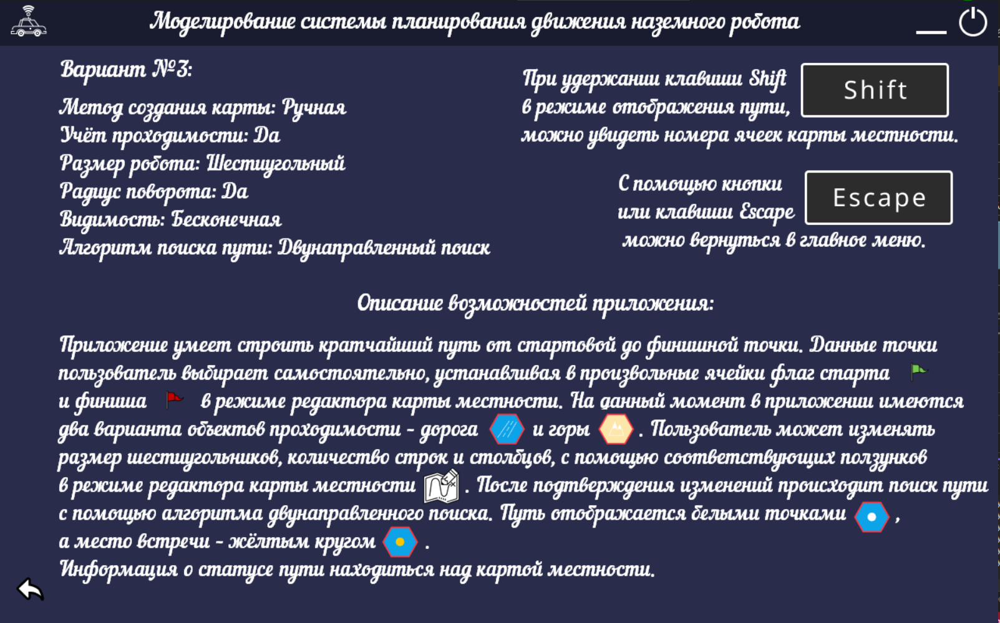 Моделирование системы планирования движения наземного робота
Вариант №3:
Метод создания карты: Ручная
Учёт проходимости: Да
Размер робота: Шестиугольный
Радиус поворота: Да
Видимость: Бесконечная
Алгоритм поиска пути: Двунаправленный поиск
При удержании клавиши Shift
в режиме отображения пути,
можно увидеть номера ячеек карты местности.
Shift
С помощью кнопки
или клавиши Escape
можно вернуться в главное меню.
Escape
Описание возможностей приложения:
Приложение умеет строить кратчайший путь от стартовой до финишной точки. Данные точки
пользователь выбирает самостоятельно, устанавливая в произвольные ячейки флаг старта
и финиша в режиме редактора карты местности. На данный момент в приложении имеются
два варианта объектов проходимости - дорога и горы . Пользователь может изменять
размер шестиугольников, количество строк и столбцов, с помощью соответствующих ползунков
в режиме редактора карты местности . После подтверждения изменений происходит поиск пути
с помощью алгоритма двунаправленного поиска. Путь отображается белыми точками ,
а место встречи - жёлтым кругом .
Информация о статусе пути находиться над картой местности.